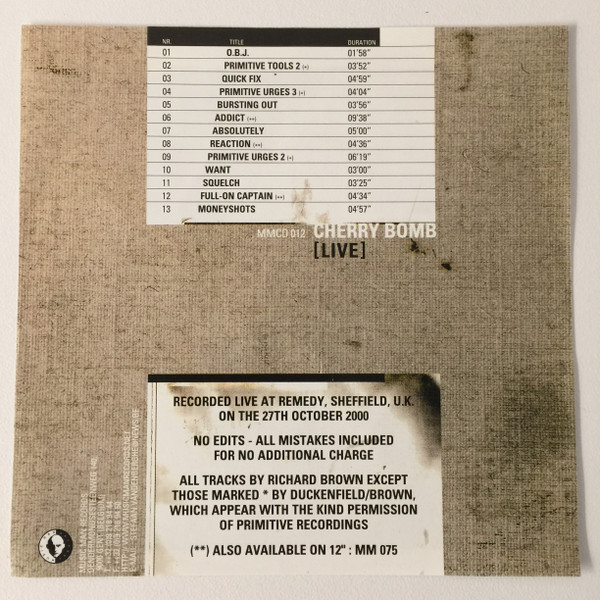 NR. TITLE DURATION
01 O.B.J. 01'58"
02 PRIMITIVE TOOLS 2 (*) 03'52"
03 QUICK FIX 04'59"
04 PRIMITIVE URGES 3 (*) 04'04"
05 BURSTING OUT 03'56"
06 ADDICT (**) 09'38"
07 ABSOLUTELY 05'00"
08 REACTION (**) 04'36"
09 PRIMITIVE URGES 2 (*) 06'19"
10 WANT 03'00"
11 SQUELCH 03'25"
12 FULL-ON CAPTAIN (**) 04'34"
13 MONEYSHOTS 04'57"
MMCD 012 CHERRY BOMB
[LIVE]
RECORDED LIVE AT REMEDY, SHEFFIELD, U.K.
ON THE 27TH OCTOBER 2000
NO EDITS - ALL MISTAKES INCLUDED
FOR NO ADDITIONAL CHARGE
ALL TRACKS BY RICHARD BROWN EXCEPT
THOSE MARKED * BY DUCKENFIELD/BROWN,
WHICH APPEAR WITH THE KIND PERMISSION
OF PRIMITIVE RECORDINGS
(**) ALSO AVAILABLE ON 12" : MM 075